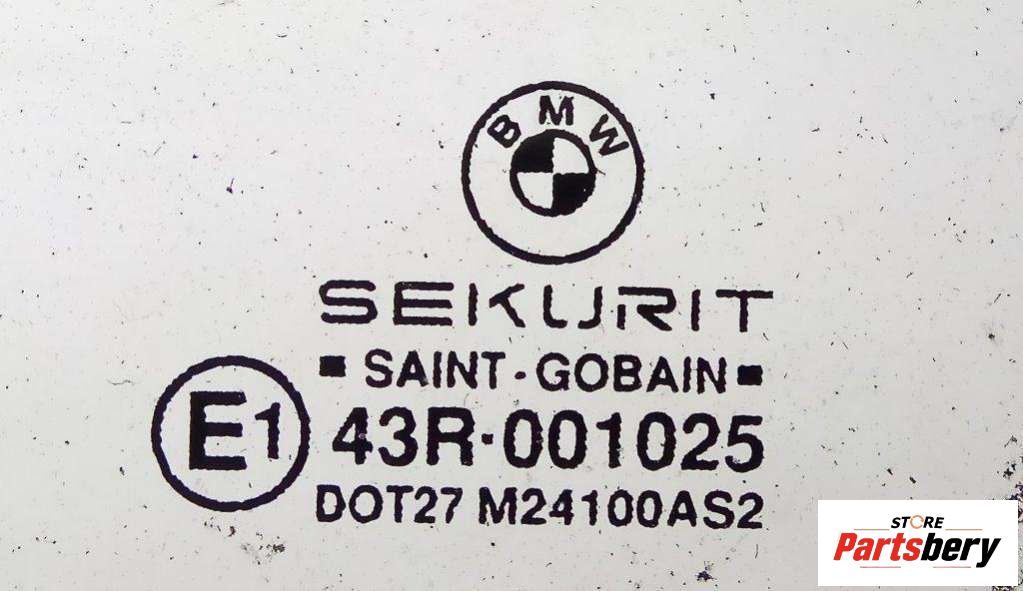 BMW
SEKURIT
SAINT-GOBAIN
E1 43R-001025
DOT27 M24100AS2
STORE
Partsbery